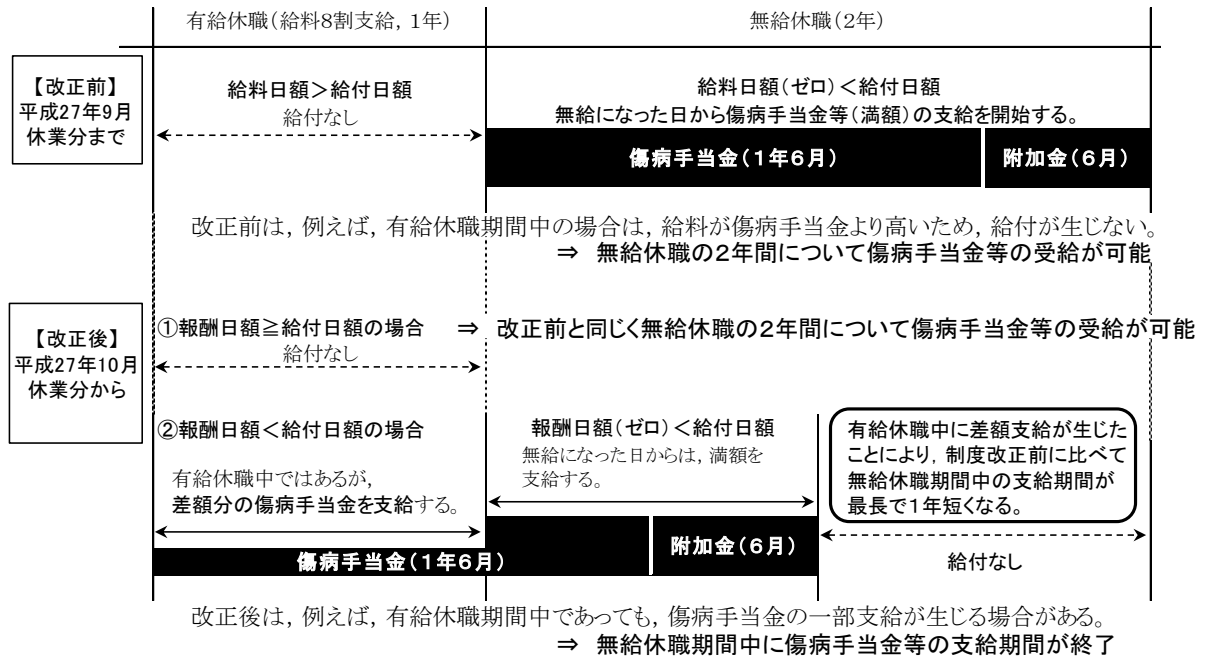 有給休職（給料8割支給，1年）
無給休職（2年）
【改正前】
平成27年9月
休業分まで
給料日額＞給付日額
給付なし
給料日額（ゼロ）＜給付日額
無給になった日から傷病手当金等（満額）の支給を開始する。
傷病手当金（1年6月）
附加金（6月）
改正前は，例えば，有給休職期間中の場合は，給料が傷病手当金より高いため，給付が生じない。
⇒　無給休職の2年間について傷病手当金等の受給が可能
【改正後】
平成27年10月
休業分から
①報酬日額≧給付日額の場合　⇒　改正前と同じく無給休職の2年間について傷病手当金等の受給が可能
給付なし
②報酬日額＜給付日額の場合
有給休職中ではあるが，
差額分の傷病手当金を支給する。
報酬日額（ゼロ）＜給付日額
無給になった日からは，満額を
支給する。
有給休職中に差額支給が生じた
ことにより，制度改正前に比べて
無給休職期間中の支給期間が
最長で1年短くなる。
傷病手当金（1年6月）
附加金（6月）
給付なし
改正後は，例えば，有給休職期間中であっても，傷病手当金の一部支給が生じる場合がある。
⇒　無給休職期間中に傷病手当金等の支給期間が終了